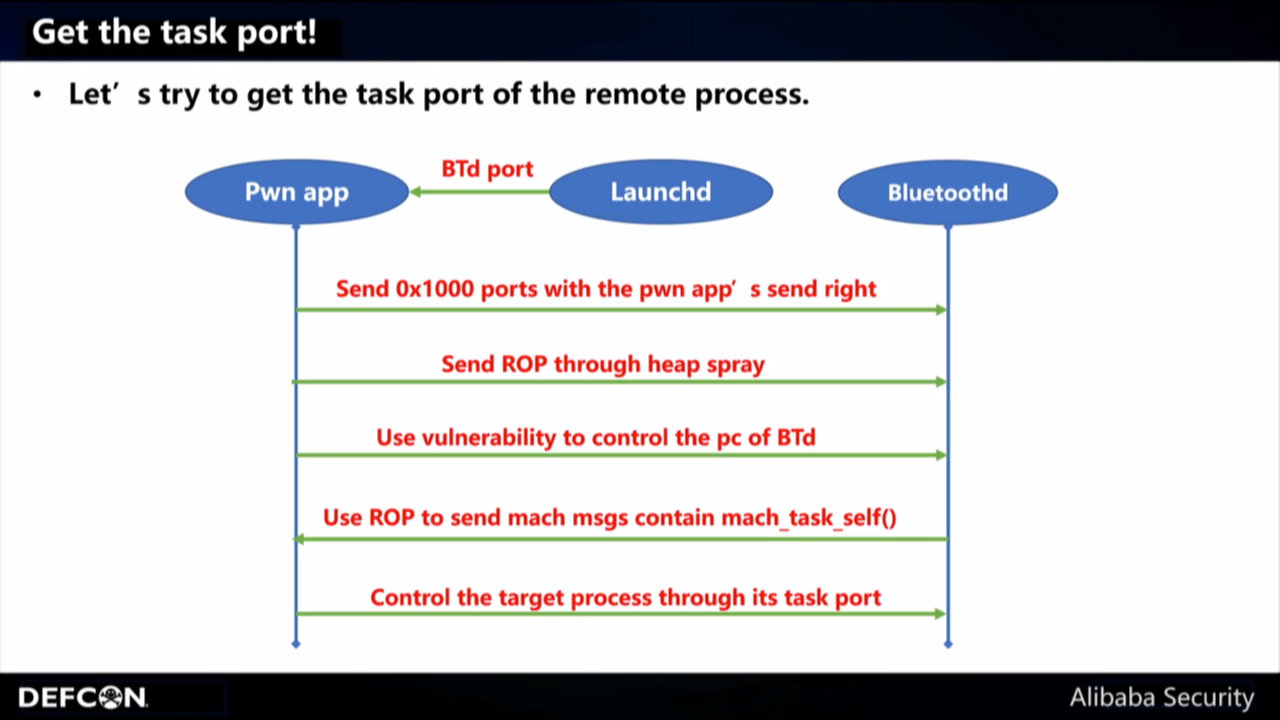 Get the task port!
• Let’ s try to get the task port of the remote process.
BTd port
Pwn app
Launchd
Bluetoothd
Send 0x1000 ports with the pwn app’ s send right
Send ROP through heap spray
Use vulnerability to control the pc of BTd
Use ROP to send mach msgs contain mach_task_self()
Control the target process through its task port
DEFCON.
Alibaba Security